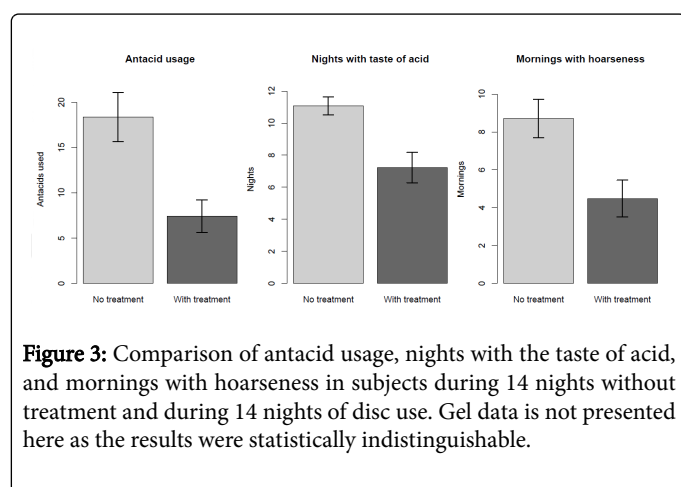 Antacid usage
Nights with taste of acid
Mornings with hoarseness
Antacids used
0
5
10
15
20
No treatment
With treatment
Nights
0
2
4
6
8
10
12
No treatment
With treatment
Mornings
0
2
4
6
8
10
No treatment
With treatment
Figure 3: Comparison of antacid usage, nights with the taste of acid,
and mornings with hoarseness in subjects during 14 nights without
treatment and during 14 nights of disc use. Gel data is not presented
here as the results were statistically indistinguishable.